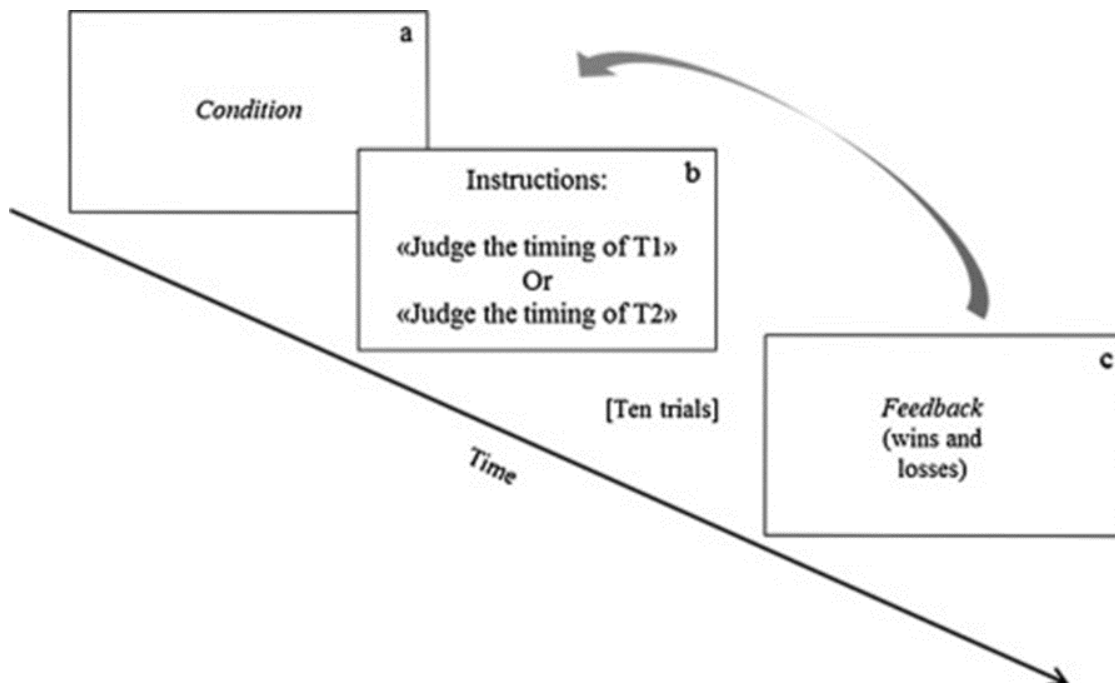 a
Condition
b
Instructions:
«Judge the timing of T1»
Or
«Judge the timing of T2»
c
Feedback
(wins and
losses)
[Ten trials]
Time